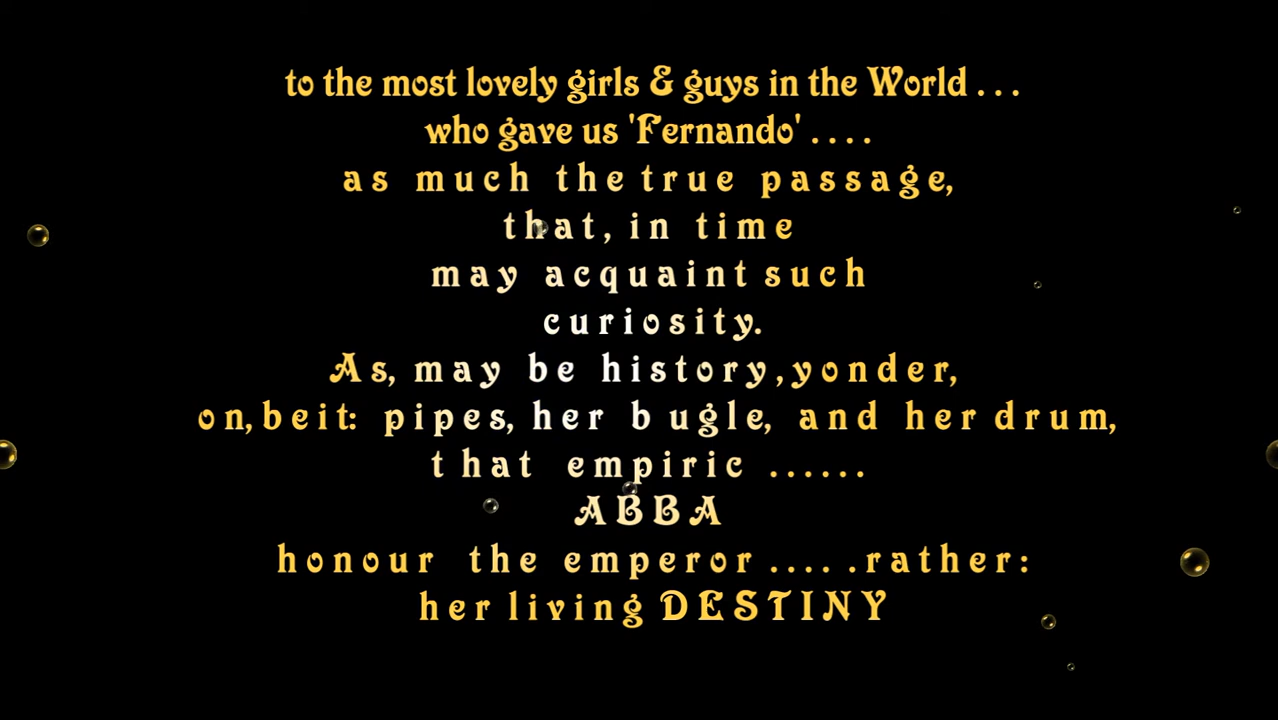 to the most lovely girls & guys in the World . . .
who gave us 'Fernando' . . . .
as much the true passage,
that, in time
may acquaint such
curiosity.
As, may be history, yonder,
on, beit: pipes, her bugle, and her drum,
that empiric ......
ABBA
honour the emperor ..... .rather:
her living DESTINY